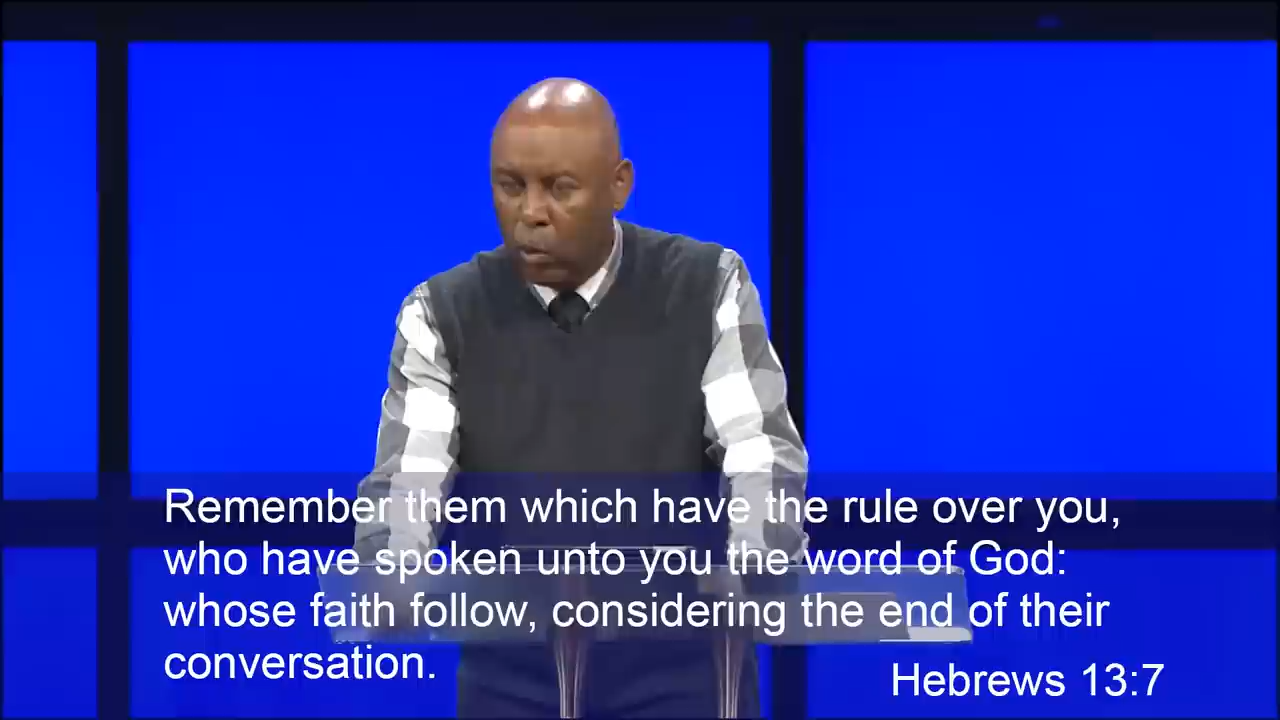 Remember them which have the rule over you,
who have spoken unto you the word of God:
whose faith follow, considering the end of their
conversation.
Hebrews 13:7